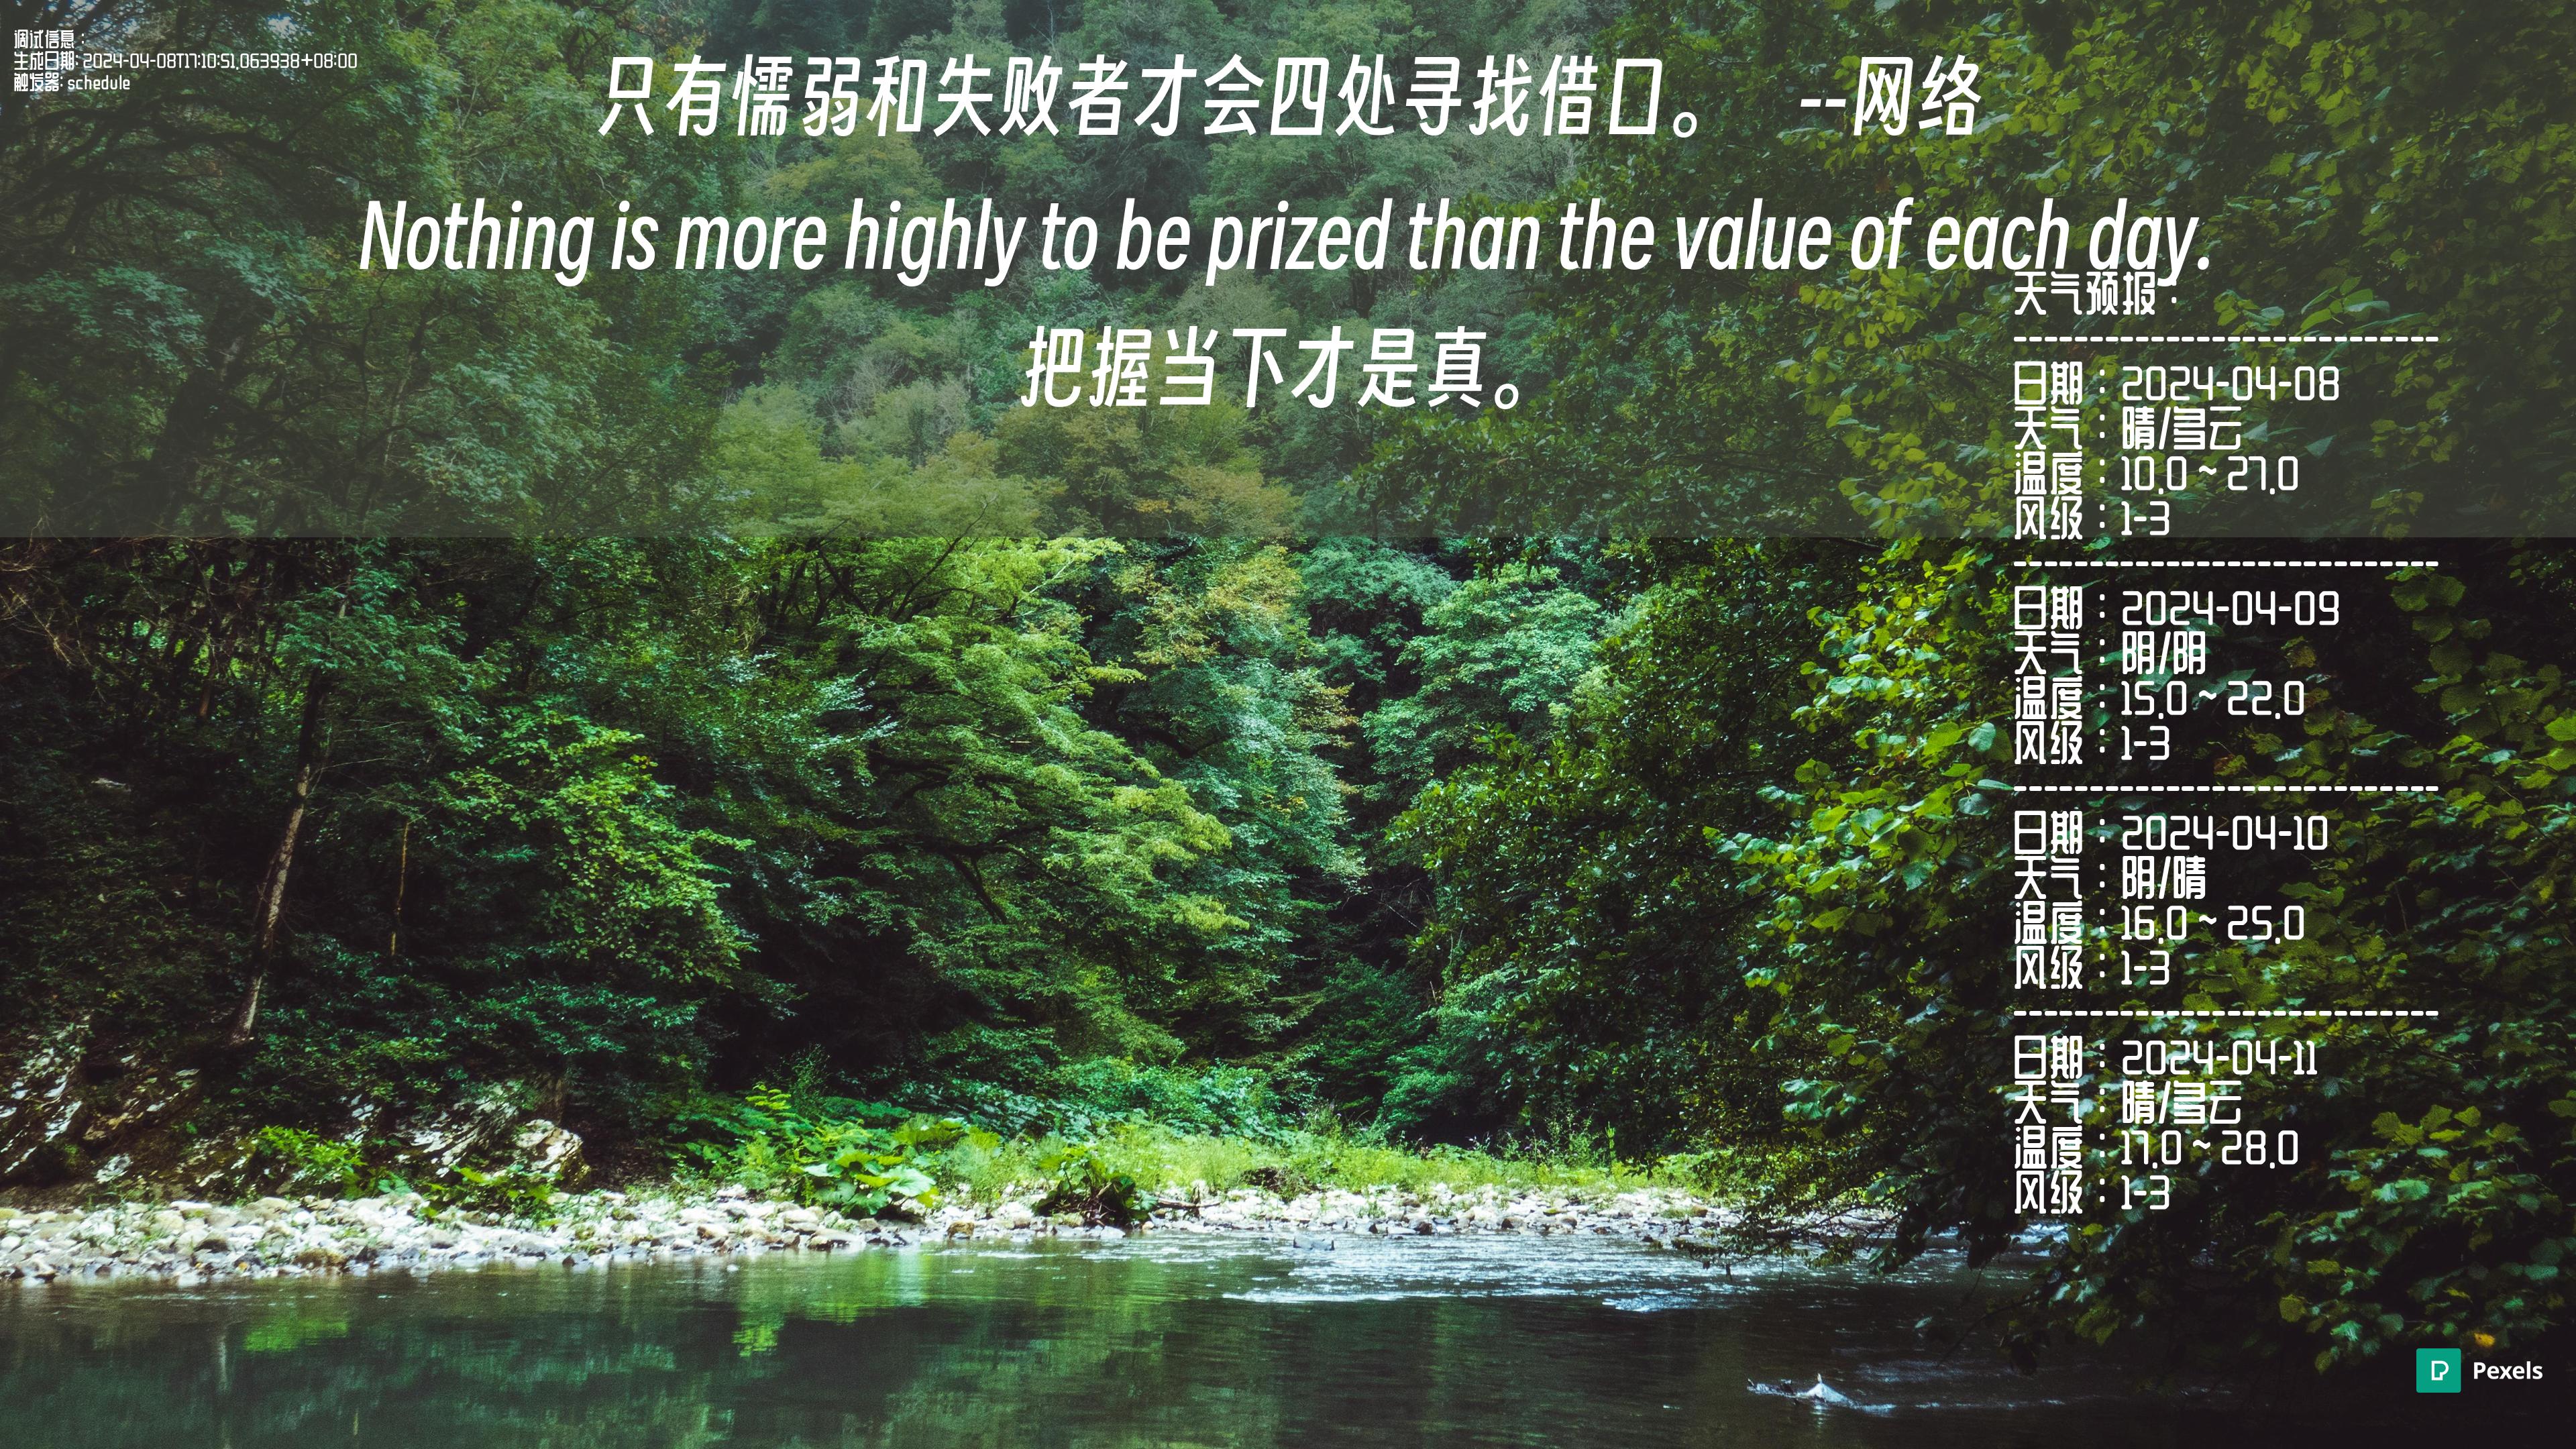 调试信息：
生成日期: 2024-04-08T17:10:51.063938+08:00
触发器: schedule
只有懦弱和失败者才会四处寻找借口。 --网络
Nothing is more highly to be prized than the value of each day.
把握当下才是真。
天气预报：
------------------------------
日期：2024-04-08
天气：晴/多云
温度：10.0 ~ 27.0
风级：1-3
------------------------------
日期：2024-04-09
天气：阴/阴
温度：15.0 ~ 22.0
风级：1-3
------------------------------
日期：2024-04-10
天气：阴/晴
温度：16.0 ~ 25.0
风级：1-3
------------------------------
日期：2024-04-11
天气：晴/多云
温度：17.0 ~ 28.0
风级：1-3
Pexels